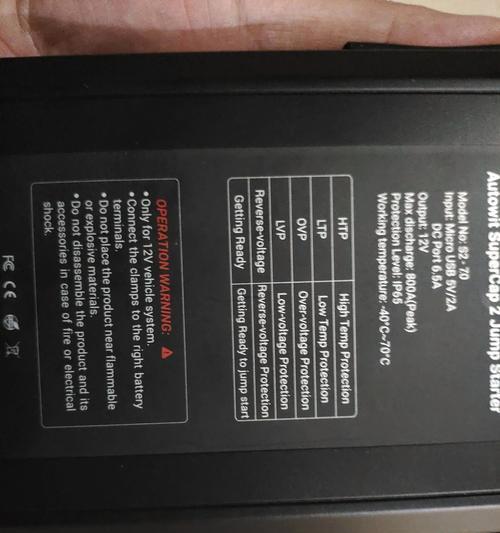 Autowit SuperCap 2 Jump Starter
Model No: S2 - 70
Input: Micro USB 5V/2A
DC Port 6.5A
Output: 12V
Max discharge: 800A(Peak)
Protection Level: IP65
Working temperature: -40°C~70°C
HTP High Temp Protection
LTP Low Temp Protection
OVP Over-voltage Protection
LVP Low-voltage Protection
Reverse-voltage Reverse-voltage Protection
Getting Ready Getting Ready to jump start
OPERATION WARNING:
• Only for 12V vehicle system.
• Connect the clamps to the right battery
terminals.
• Do not place the product near flammable
or explosive materials.
• Do not disassemble the product and its
accessories in case of fire or electrical
shock.
FC CE